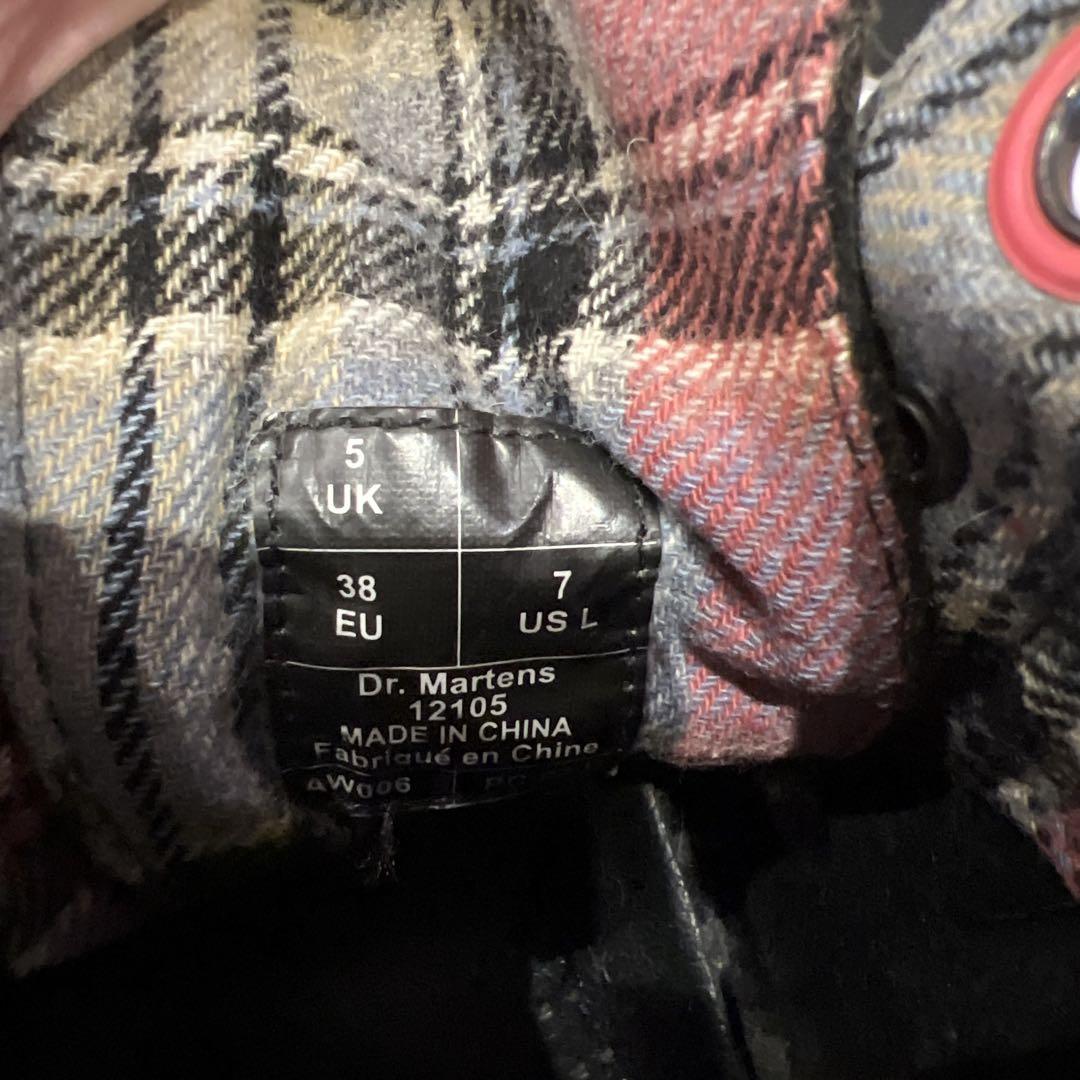 5
UK
38
EU
7
US L
Dr. Martens
12105
MADE IN CHINA
Fabriqué en Chine
AW006